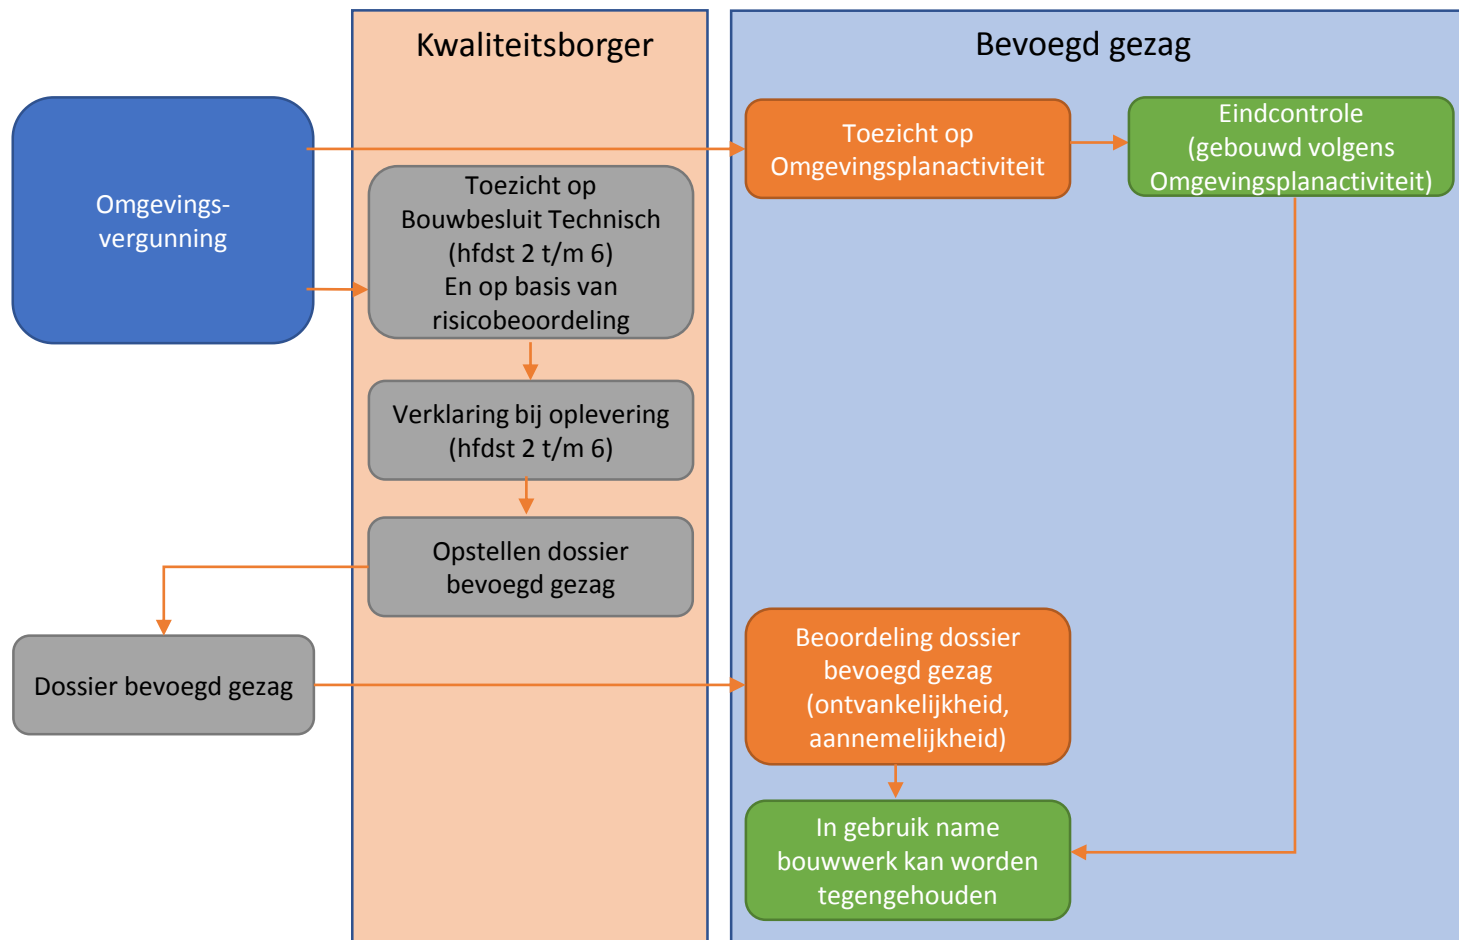 Kwaliteitsborger
Bevoegd gezag
Omgevings-
vergunning
Toezicht op
Omgevingsplanactiviteit
Eindcontrole
(gebouwd volgens
Omgevingsplanactiviteit)
Toezicht op
Bouwbesluit Technisch
(hfdst 2 t/m 6)
En op basis van
risicobeoordeling
Verklaring bij oplevering
(hfdst 2 t/m 6)
Opstellen dossier
bevoegd gezag
Dossier bevoegd gezag
Beoordeling dossier
bevoegd gezag
(ontvankelijkheid,
aannemelijkheid)
In gebruik name
bouwwerk kan worden
tegengehouden